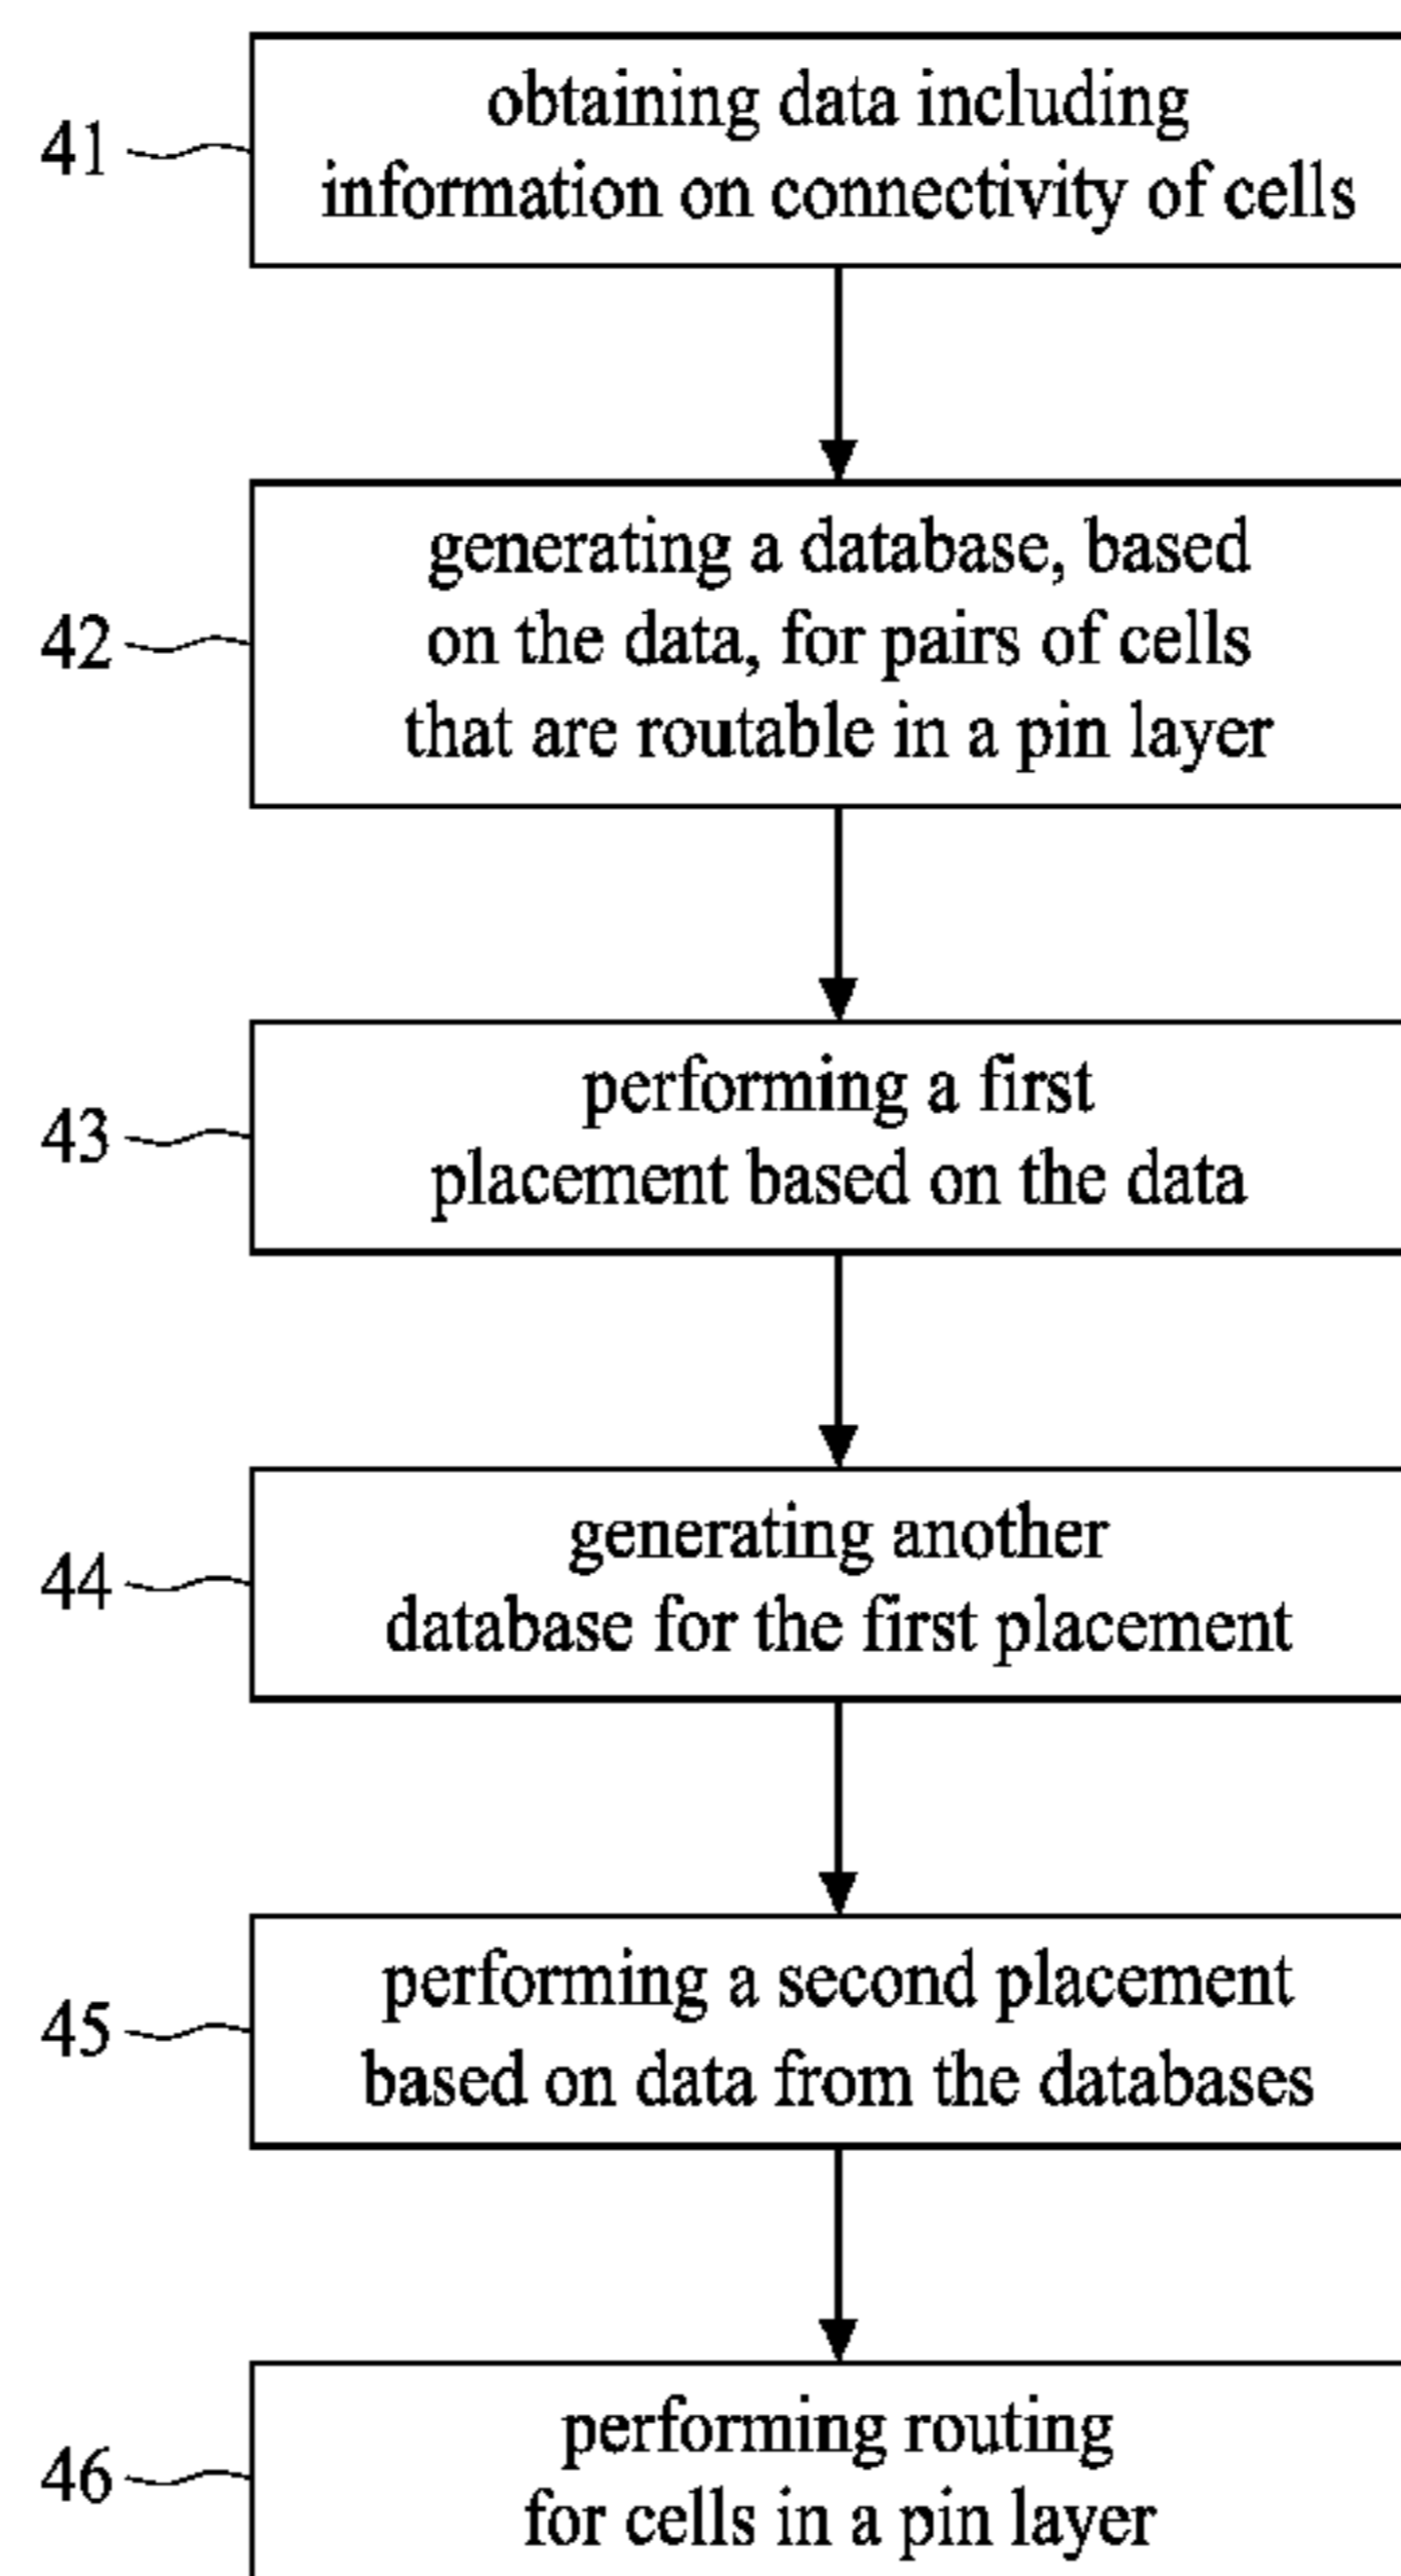 41
obtaining data including
information on connectivity of cells
42
generating a database, based
on the data, for pairs of cells
that are routable in a pin layer
43
performing a first
placement based on the data
44
generating another
database for the first placement
45
performing a second placement
based on data from the databases
46
performing routing
for cells in a pin layer